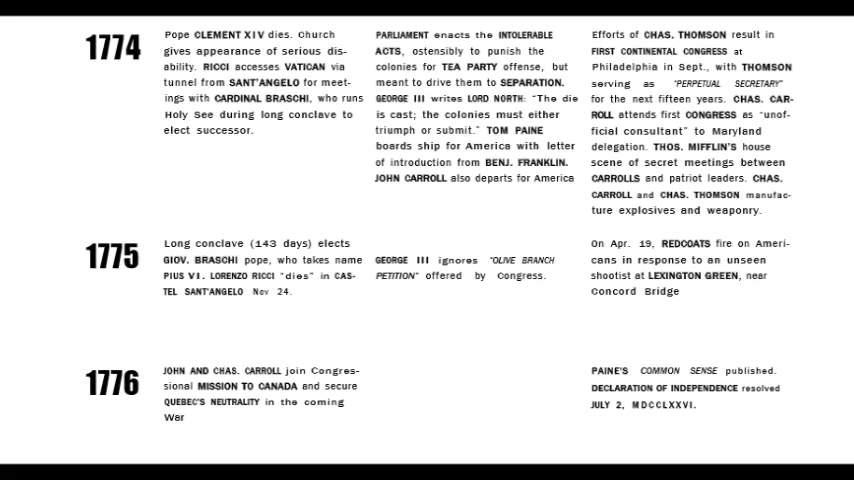 1774
Pope CLEMENT XIV dies. Church
gives appearance of serious dis-
ability. RICCI accesses VATICAN via
tunnel from SANT'ANGELO for meet-
ings with CARDINAL BRASCHI, who runs
Holy See during long conclave to
elect successor.
PARLIAMENT enacts the INTOLERABLE
ACTS, ostensibly to punish the
colonies for TEA PARTY offense, but
meant to drive them to SEPARATION.
GEORGE III writes LORD NORTH: "The die
is cast; the colonies must either
triumph or submit." TOM PAINE
boards ship for America with letter
of introduction from BENJ. FRANKLIN.
JOHN CARROLL also departs for America
Efforts of CHAS. THOMSON result in
FIRST CONTINENTAL CONGRESS at
Philadelphia in Sept., with THOMSON
serving as "PERPETUAL SECRETARY"
for the next fifteen years. CHAS. CAR-
ROLL attends first CONGRESS as "unof-
ficial consultant" to Maryland
delegation. THOS. MIFFLIN'S house
scene of secret meetings between
CARROLLS and patriot leaders. CHAS.
CARROLL and CHAS. THOMSON manufac-
ture explosives and weaponry.
1775
Long conclave (143 days) elects
GIOV. BRASCHI pope, who takes name
PIUS VI. LORENZO RICCI "dies" in CAS-
TEL SANT'ANGELO Nov 24.
GEORGE III ignores "OLIVE BRANCH
PETITION" offered by Congress.
On Apr. 19, REDCOATS fire on Ameri-
cans in response to an unseen
shootist at LEXINGTON GREEN, near
Concord Bridge
1776
JOHN AND CHAS. CARROLL join Congres-
sional MISSION TO CANADA and secure
QUEBEC'S NEUTRALITY in the coming
War
PAINE'S COMMON SENSE published.
DECLARATION OF INDEPENDENCE resolved
JULY 2, MDCCLXXVI.